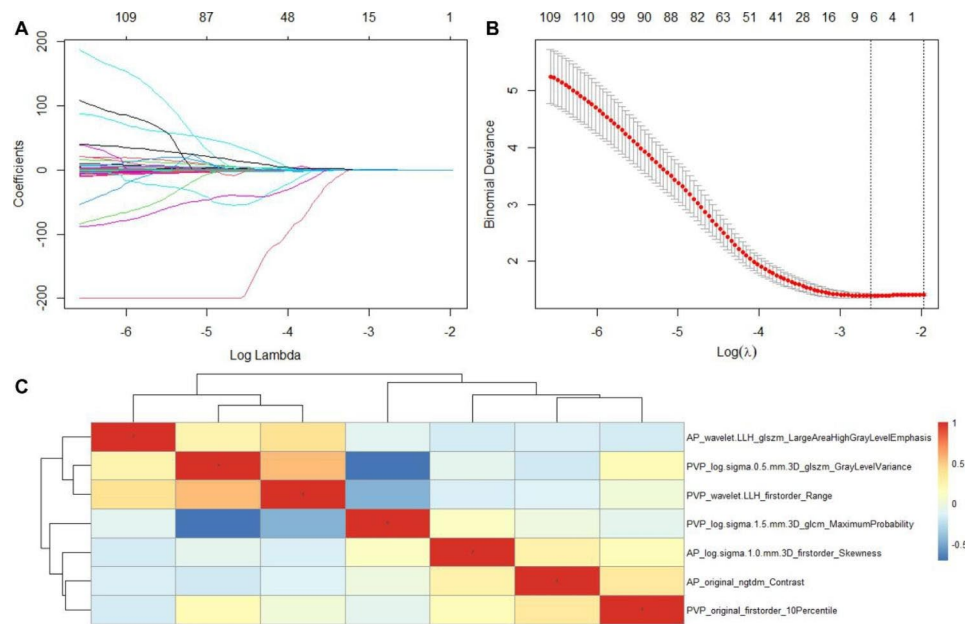 A
109 87 48 15 1
200
100
0
-100
-200
Coefficients
-6 -5 -4 -3 -2
Log Lambda
B
109 110 99 90 88 82 63 51 41 28 16 9 6 4 1
5
4
3
2
Binomial Deviance
-6 -5 -4 -3 -2
Log(λ)
C
AP_wavelet.LLH_glszm_LargeAreaHighGrayLevelEmphasis
PVP_log.sigma.0.5.mm.3D_glszm_GrayLevelVariance
PVP_wavelet.LLH_firstorder_Range
PVP_log.sigma.1.5.mm.3D_glcm_MaximumProbability
AP_log.sigma.1.0.mm.3D_firstorder_Skewness
AP_original_ngtdm_Contrast
PVP_original_firstorder_10Percentile
1
0.5
0
-0.5